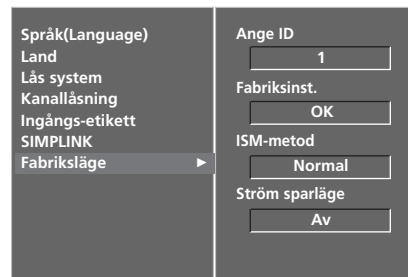 Språk(Language)
Land
Lås system
Kanallåsning
Ingångs-etikett
SIMPLINK
Fabriksläge ►
Ange ID
1
Fabriksinst.
OK
ISM-metod
Normal
Ström sparläge
Av